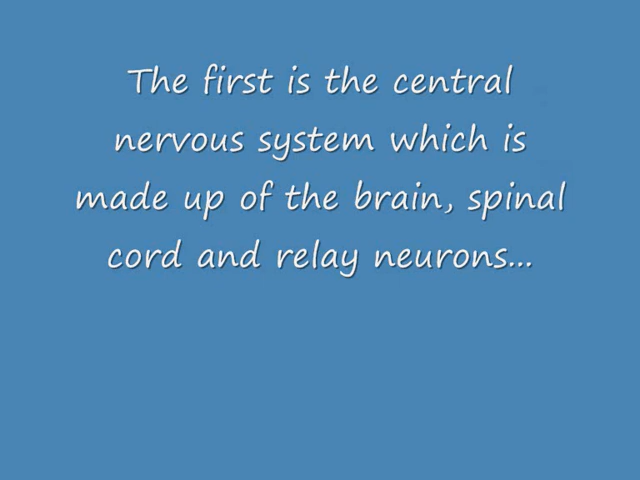 The first is the central
nervous system which is
made up of the brain, spinal
cord and relay neurons...